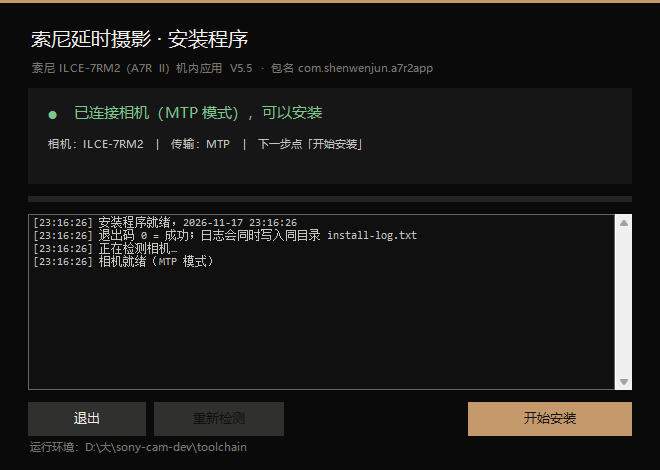 索尼延时摄影 · 安装程序
索尼 ILCE-7RM2（A7R II）机内应用 V5.5 · 包名 com.shenwenjun.a7r2app
● 已连接相机（MTP 模式），可以安装
相机：ILCE-7RM2 | 传输：MTP | 下一步点「开始安装」
[23:16:26] 安装程序就绪，2026-11-17 23:16:26
[23:16:26] 退出码 0 = 成功；日志会同时写入同目录 install-log.txt
[23:16:26] 正在检测相机…
[23:16:26] 相机就绪（MTP 模式）
退出 重新检测 开始安装
运行环境：D:\大\sony-cam-dev\toolchain